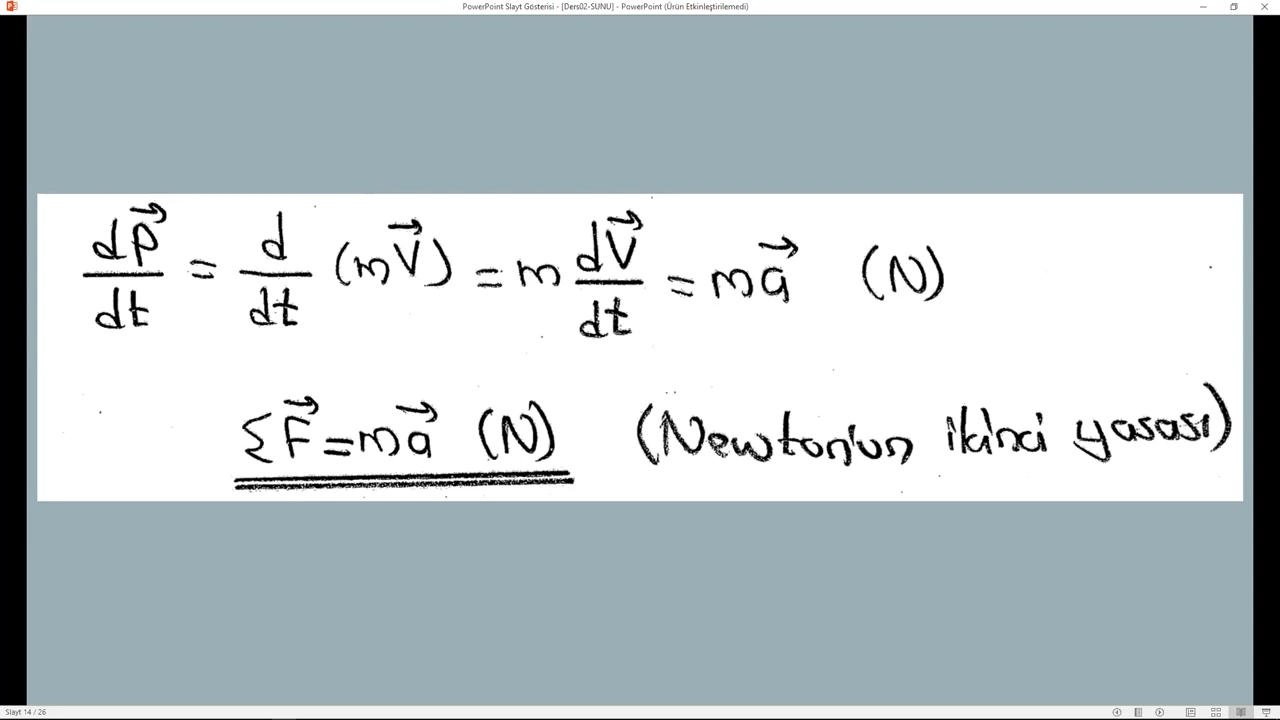 PowerPoint Slayt Gösterisi - [Ders02-SUNU] - PowerPoint (Ürün Etkinleştirilemedi)
dP⃗/dt = d/dt (mV⃗) = m dV⃗/dt = ma⃗ (N)
ΣF⃗ = ma⃗ (N) (Newton'un ikinci yasası)
Slayt 14 / 26